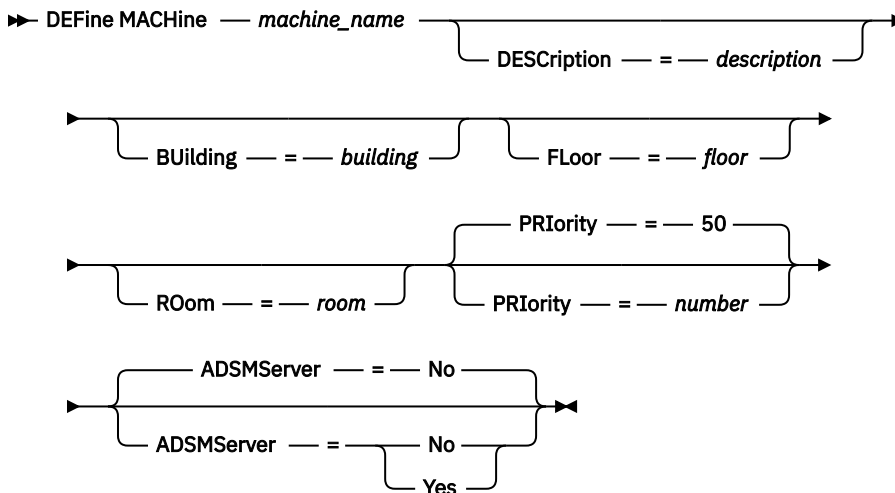 DEFine MACHine machine_name
DESCription = description
BUilding = building FLoor = floor
PRIority = 50
ROom = room PRIority = number
ADSMServer = No
ADSMServer = No
Yes